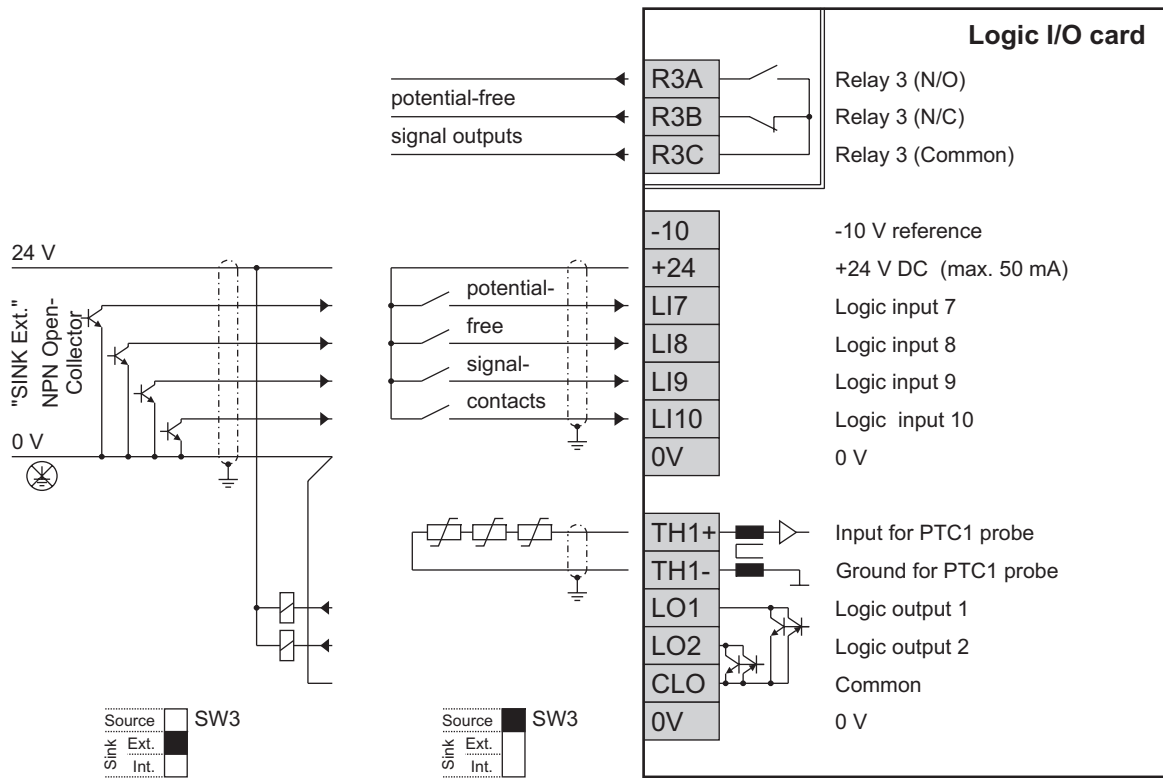 Logic I/O card
potential-free
signal outputs
R3A Relay 3 (N/O)
R3B Relay 3 (N/C)
R3C Relay 3 (Common)
-10 -10 V reference
24 V
+24 +24 V DC (max. 50 mA)
"SINK Ext."
NPN Open-
Collector
potential-
free
signal-
contacts
LI7 Logic input 7
LI8 Logic input 8
LI9 Logic input 9
LI10 Logic input 10
0 V
0V 0 V
TH1+ Input for PTC1 probe
TH1- Ground for PTC1 probe
LO1 Logic output 1
LO2 Logic output 2
CLO Common
0V 0 V
Source SW3
Sink
Ext.
Int.
Source SW3
Sink
Ext.
Int.